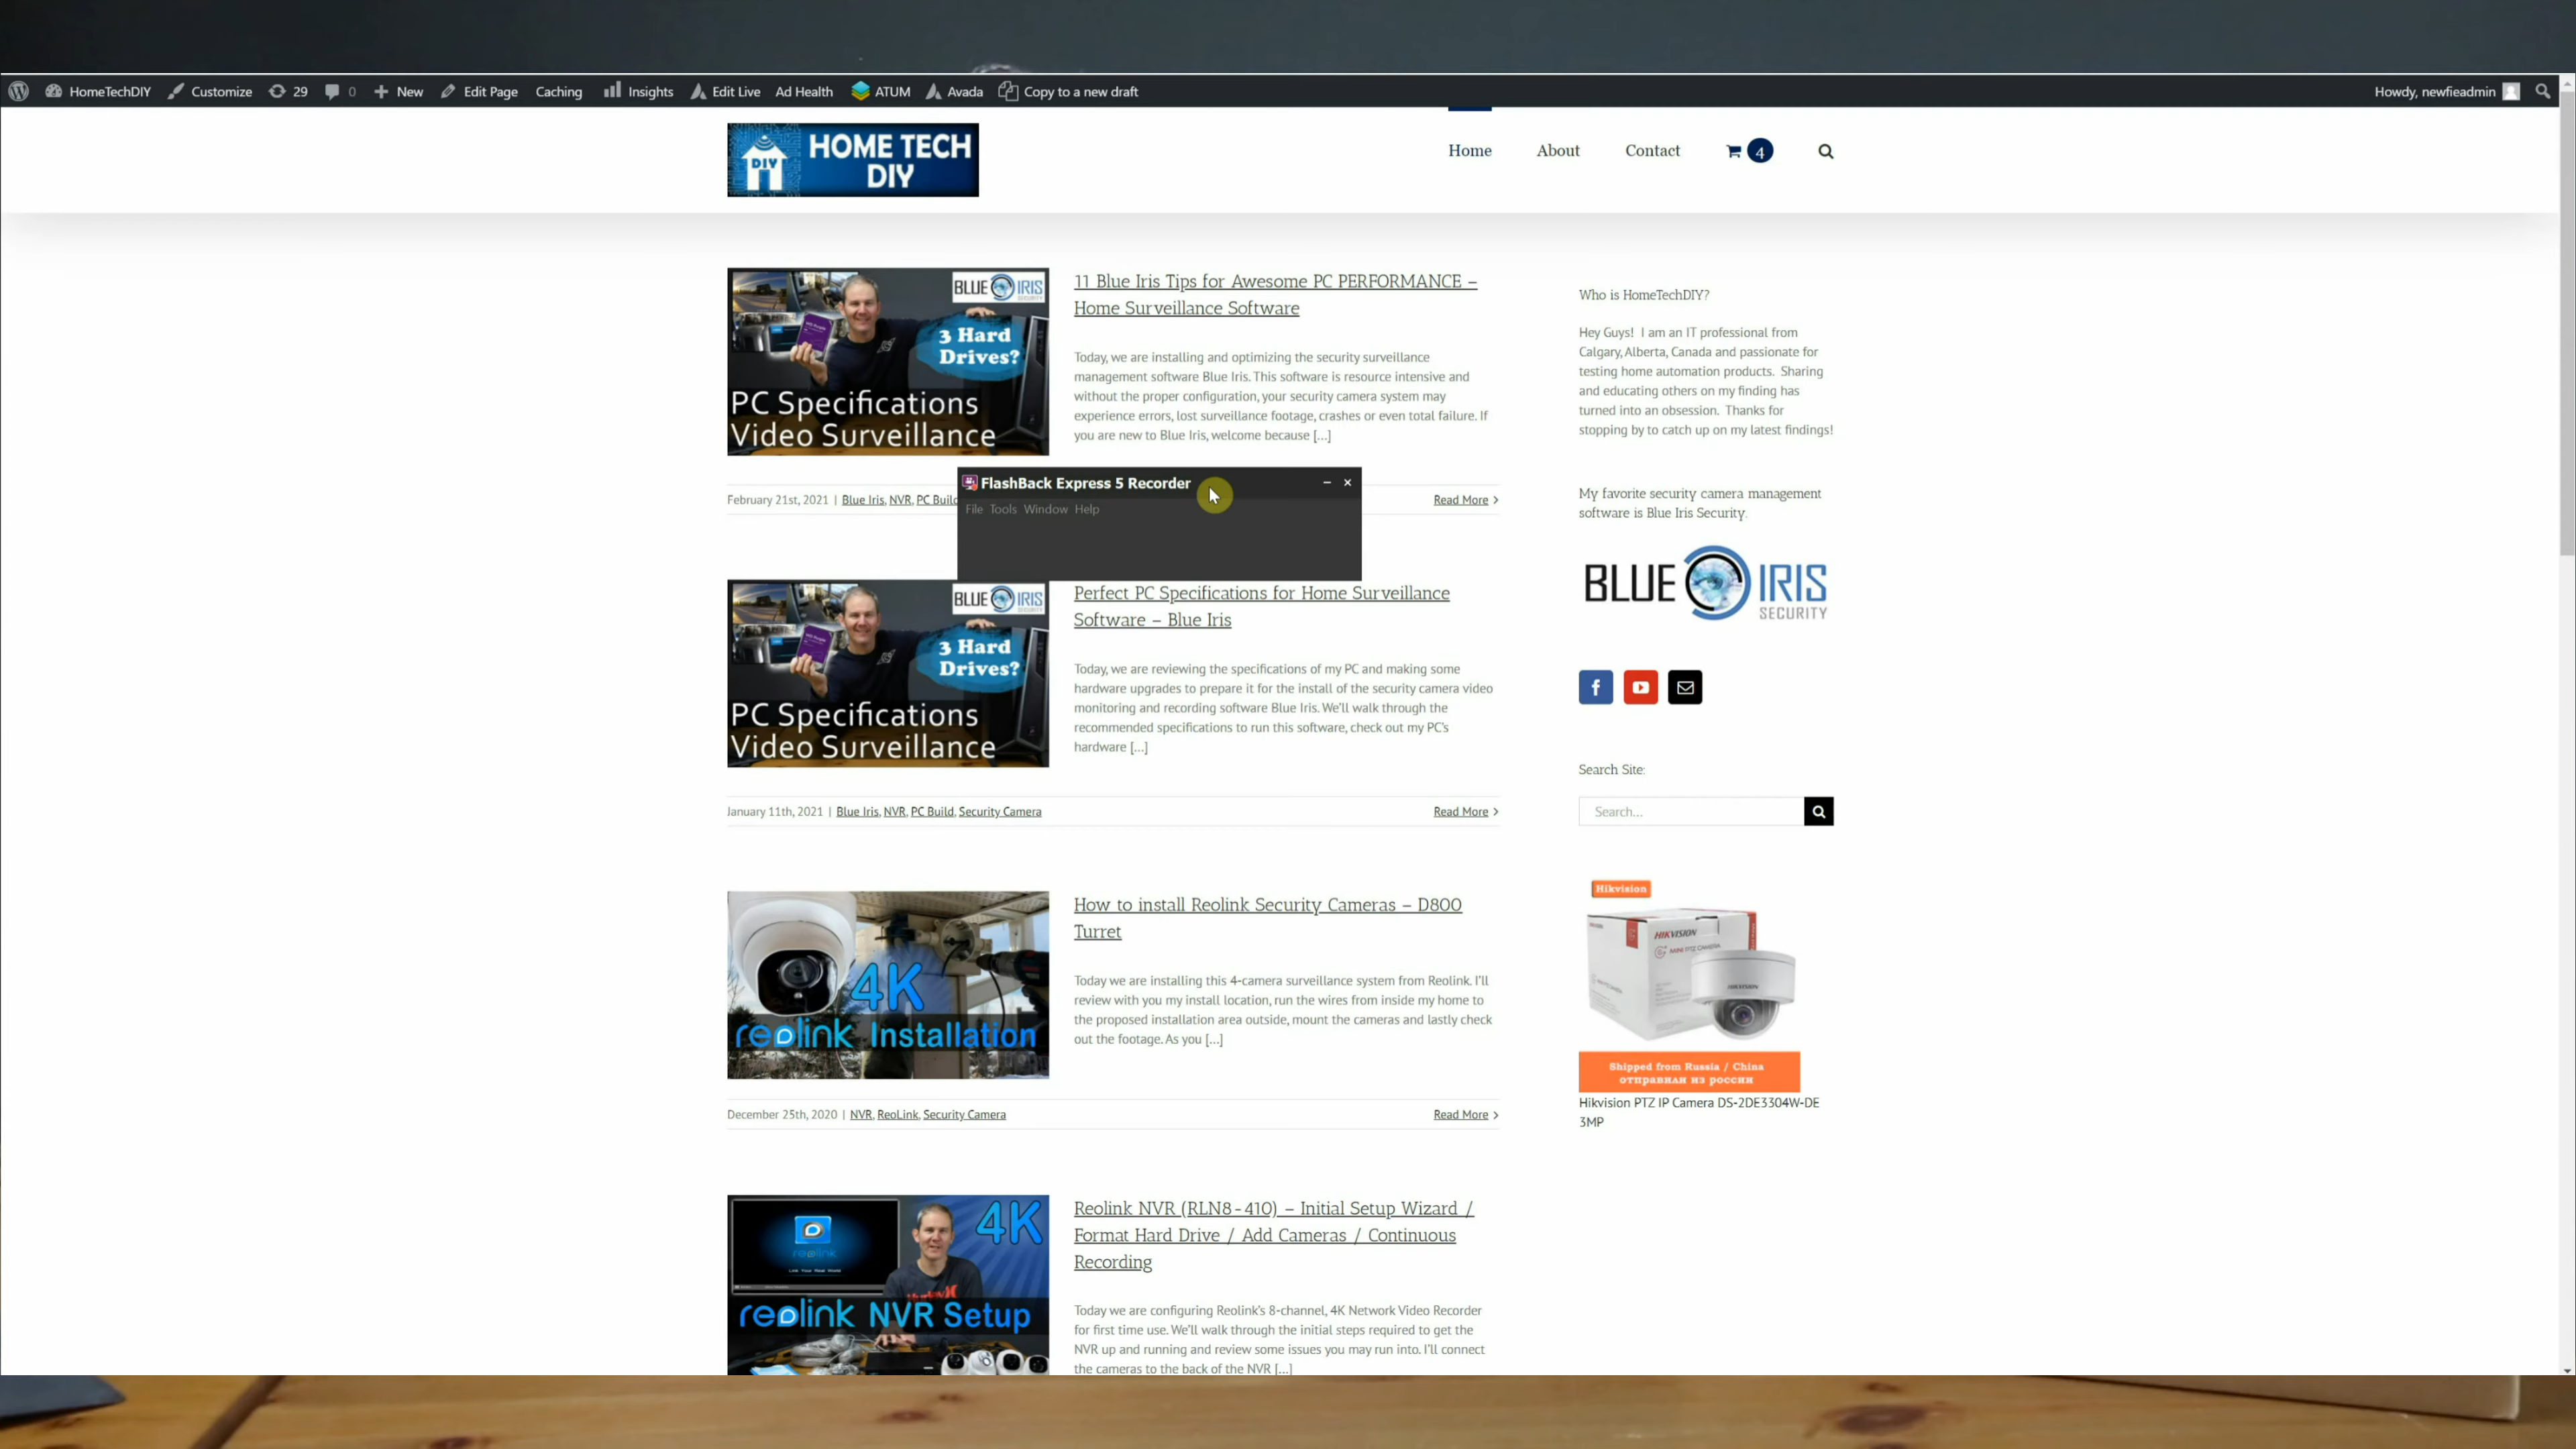 HomeTechDIY Customize 29 0 New Edit Page Caching Insights Edit Live Ad Health ATUM Avada Copy to a new draft Howdy, newfieadmin
DIY
HOME TECH
DIY
Home About Contact 4
BLUE IRIS
SECURITY
3 Hard
Drives?
PC Specifications
Video Surveillance
11 Blue Iris Tips for Awesome PC PERFORMANCE –
Home Surveillance Software
Today, we are installing and optimizing the security surveillance
management software Blue Iris. This software is resource intensive and
without the proper configuration, your security camera system may
experience errors, lost surveillance footage, crashes or even total failure. If
you are new to Blue Iris, welcome because [...]
February 21st, 2021 | Blue Iris, NVR, PC Build
Read More >
FlashBack Express 5 Recorder
File Tools Window Help
BLUE IRIS
SECURITY
3 Hard
Drives?
PC Specifications
Video Surveillance
Perfect PC Specifications for Home Surveillance
Software – Blue Iris
Today, we are reviewing the specifications of my PC and making some
hardware upgrades to prepare it for the install of the security camera video
monitoring and recording software Blue Iris. We'll walk through the
recommended specifications to run this software, check out my PC's
hardware [...]
January 11th, 2021 | Blue Iris, NVR, PC Build, Security Camera
Read More >
4K
reolink Installation
How to install Reolink Security Cameras – D800
Turret
Today we are installing this 4-camera surveillance system from Reolink. I'll
review with you my install location, run the wires from inside my home to
the proposed installation area outside, mount the cameras and lastly check
out the footage. As you [...]
December 25th, 2020 | NVR, ReoLink, Security Camera
Read More >
4K
reolink
reolink NVR Setup
Reolink NVR (RLN8-410) – Initial Setup Wizard /
Format Hard Drive / Add Cameras / Continuous
Recording
Today we are configuring Reolink's 8-channel, 4K Network Video Recorder
for first time use. We'll walk through the initial steps required to get the
NVR up and running and review some issues you may run into. I'll connect
the cameras to the back of the NVR [...]
Who is HomeTechDIY?
Hey Guys! I am an IT professional from
Calgary, Alberta, Canada and passionate for
testing home automation products. Sharing
and educating others on my finding has
turned into an obsession. Thanks for
stopping by to catch up on my latest findings!
My favorite security camera management
software is Blue Iris Security.
BLUE IRIS
SECURITY
Search Site:
Search...
Hikvision
HIKVISION
MINI PTZ CAMERA
HIKVISION
Shipped from Russia / China
отправила из россии
Hikvision PTZ IP Camera DS-2DE3304W-DE
3MP